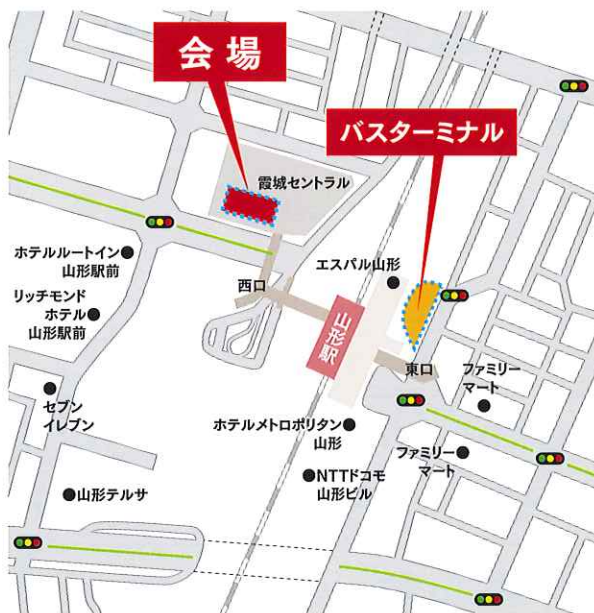 会場
バスターミナル
霞城セントラル
ホテルルートイン
山形駅前
リッチモンド
ホテル
山形駅前
西口
エスパル山形
山形駅
東口
ファミリー
マート
セブン
イレブン
ホテルメトロポリタン
山形
ファミリー
マート
NTTドコモ
山形ビル
山形テルサ